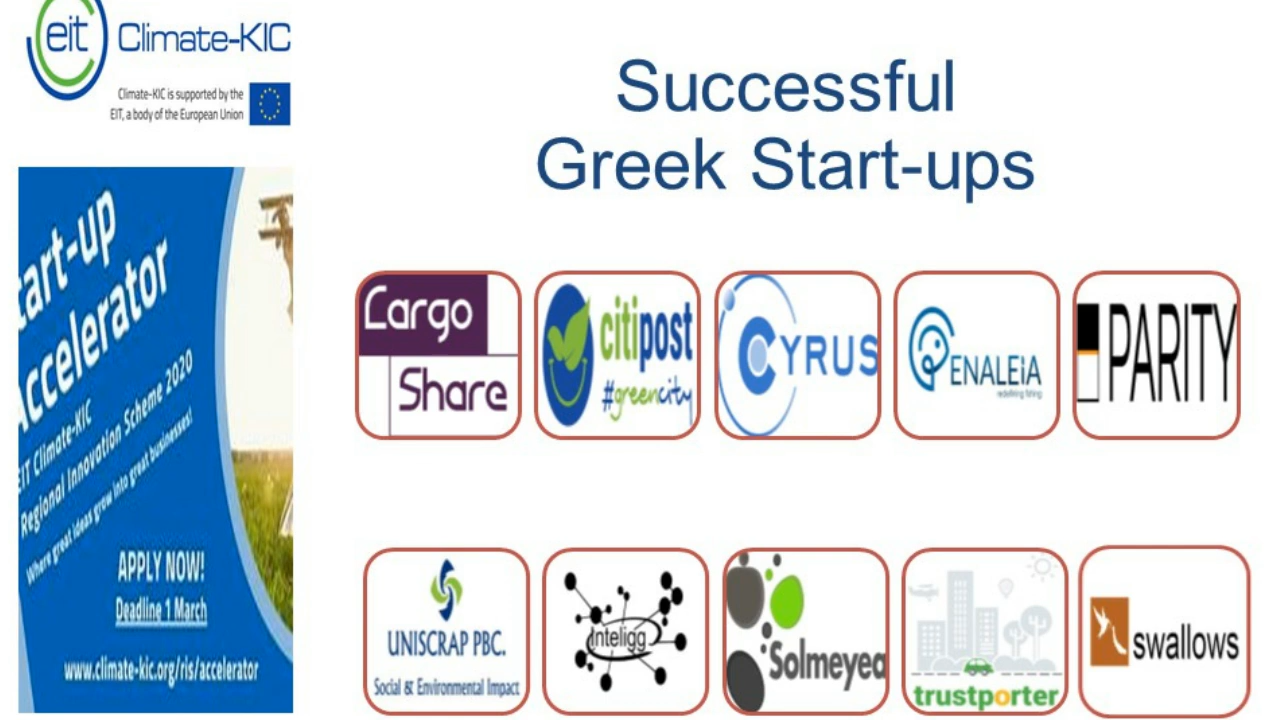 eit Climate-KIC
Climate-KIC is supported by the
EIT, a body of the European Union
Successful
Greek Start-ups
tart-up
Accelerator
EIT Climate-KIC
Regional Innovation Scheme 2020
Where great ideas grow into great businesses!
APPLY NOW!
Deadline 1 March
www.climate-kic.org/ris/accelerator
Cargo
Share
citipost
#greencity
CYRUS
ENALEIA
redefining fishing
PARITY
UNISCRAP PBC.
Social & Environmental Impact
Inteligg
Solmeyea
trustporter
swallows